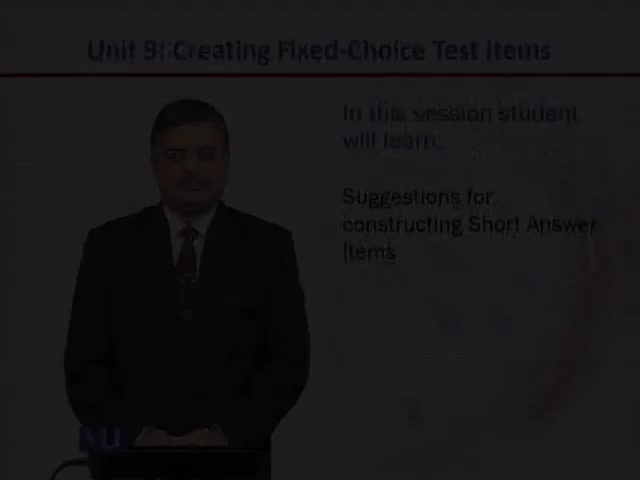 Unit 9: Creating Fixed-Choice Test Items
In this session student
will learn:
Suggestions for
constructing Short Answer
Items